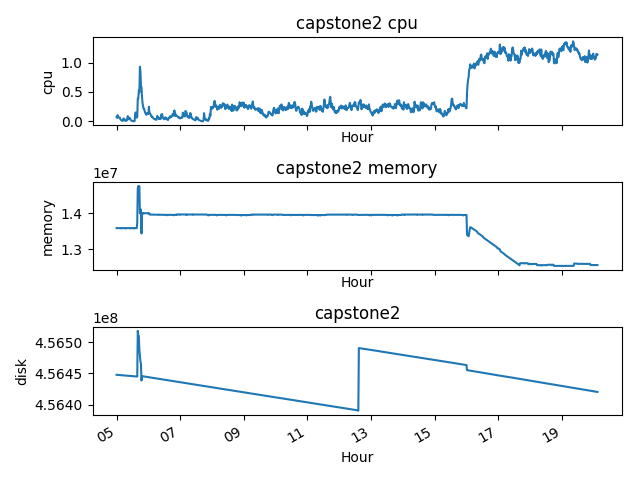 capstone2 cpu
1.0
0.5
0.0
cpu
Hour
capstone2 memory
1e7
1.4
1.3
memory
Hour
capstone2
1e8
4.5650
4.5645
4.5640
disk
05 07 09 11 13 15 17 19
Hour